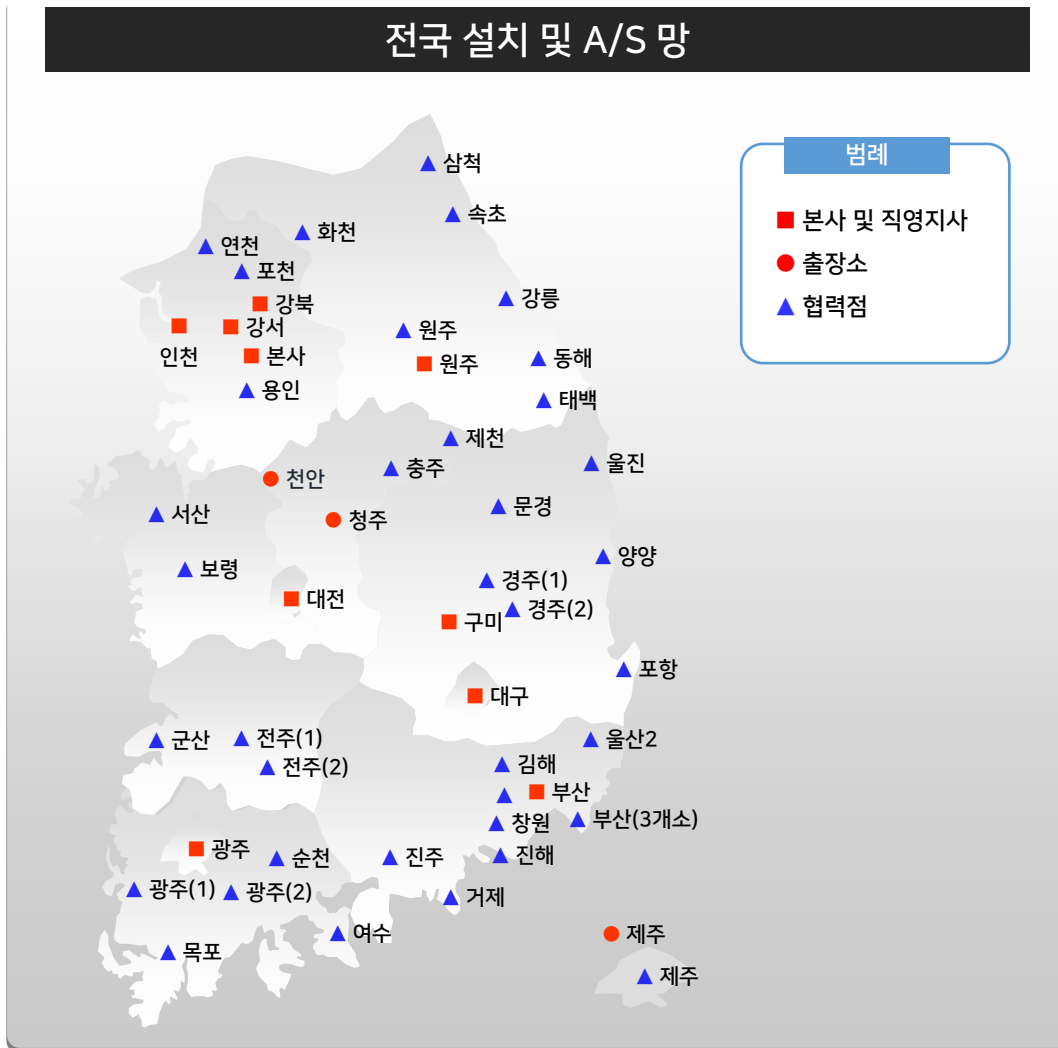 전국 설치 및 A/S 망
범례
본사 및 직영지사
출장소
협력점
삼척
속초
화천
연천
포천
강릉
강북
강서
인천
원주
원주
본사
동해
용인
태백
제천
충주
울진
천안
문경
서산
청주
양양
보령
경주(1)
대전
경주(2)
구미
포항
대구
군산
전주(1)
울산2
전주(2)
김해
부산
창원
부산(3개소)
광주
순천
진주
진해
광주(1)
광주(2)
거제
여수
제주
목포
제주